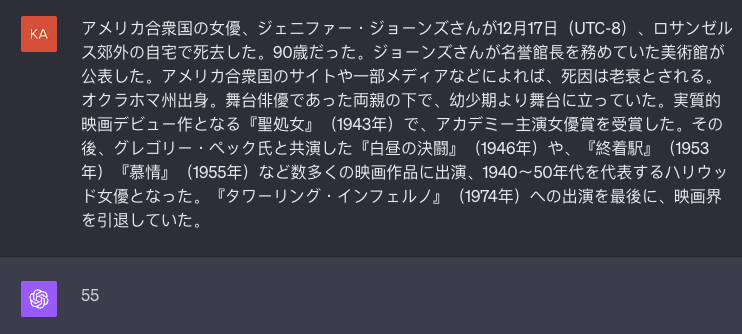 KA
アメリカ合衆国の女優、ジェニファー・ジョーンズさんが12月17日（UTC-8）、ロサンゼル
ス郊外の自宅で死去した。90歳だった。ジョーンズさんが名誉館長を務めていた美術館が
公表した。アメリカ合衆国のサイトや一部メディアなどによれば、死因は老衰とされる。
オクラホマ州出身。舞台俳優であった両親の下で、幼少期より舞台に立っていた。実質的
映画デビュー作となる『聖処女』（1943年）で、アカデミー主演女優賞を受賞した。その
後、グレゴリー・ペック氏と共演した『白昼の決闘』（1946年）や、『終着駅』（1953
年）『慕情』（1955年）など数多くの映画作品に出演、1940〜50年代を代表するハリウッ
ド女優となった。『タワーリング・インフェルノ』（1974年）への出演を最後に、映画界
を引退していた。
55